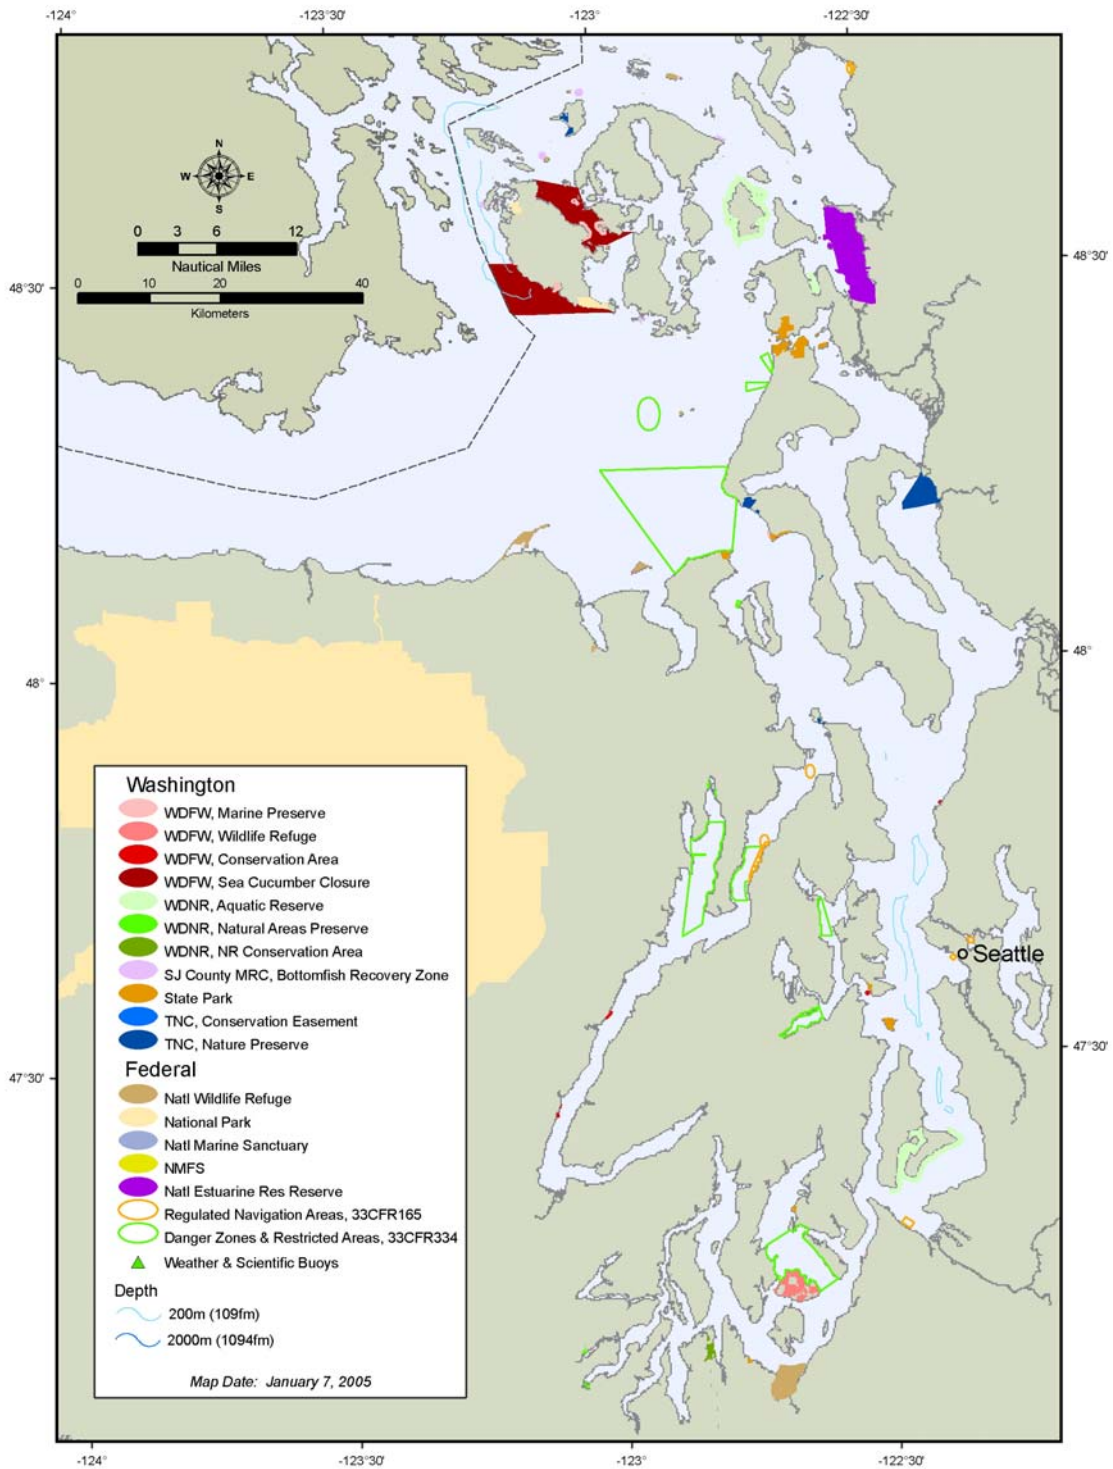 -124° -123°30' -123° -122°30'
N
W E
S
0 3 6 12
Nautical Miles
0 10 20 40
Kilometers
48°30'
48°30'
48°
48°
Washington
WDFW, Marine Preserve
WDFW, Wildlife Refuge
WDFW, Conservation Area
WDFW, Sea Cucumber Closure
WDNR, Aquatic Reserve
WDNR, Natural Areas Preserve
WDNR, NR Conservation Area
SJ County MRC, Bottomfish Recovery Zone
State Park
TNC, Conservation Easement
TNC, Nature Preserve
Federal
Natl Wildlife Refuge
National Park
Natl Marine Sanctuary
NMFS
Natl Estuarine Res Reserve
Regulated Navigation Areas, 33CFR165
Danger Zones & Restricted Areas, 33CFR334
Weather & Scientific Buoys
Depth
200m (109fm)
2000m (1094fm)
Map Date: January 7, 2005
Seattle
47°30'
47°30'
-124° -123°30' -123° -122°30'